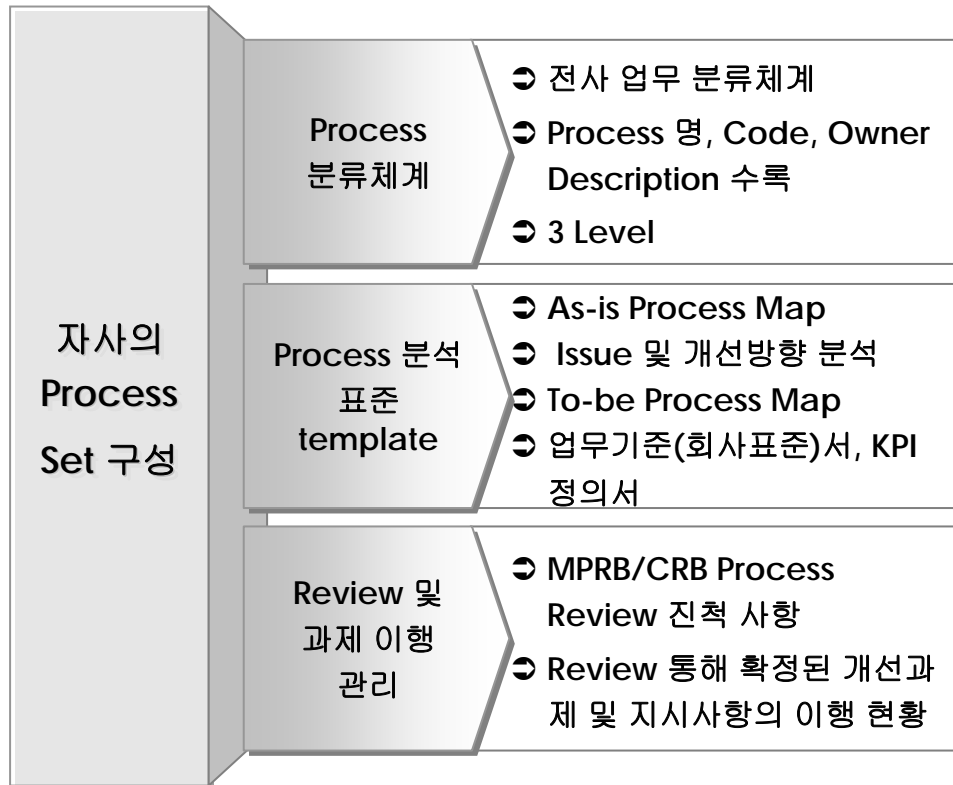 자사의
Process
Set 구성
Process
분류체계
➲ 전사 업무 분류체계
➲ Process 명, Code, Owner
Description 수록
➲ 3 Level
Process 분석
표준
template
➲ As-is Process Map
➲ Issue 및 개선방향 분석
➲ To-be Process Map
➲ 업무기준(회사표준)서, KPI
정의서
Review 및
과제 이행
관리
➲ MPRB/CRB Process
Review 진척 사항
➲ Review 통해 확정된 개선과
제 및 지시사항의 이행 현황